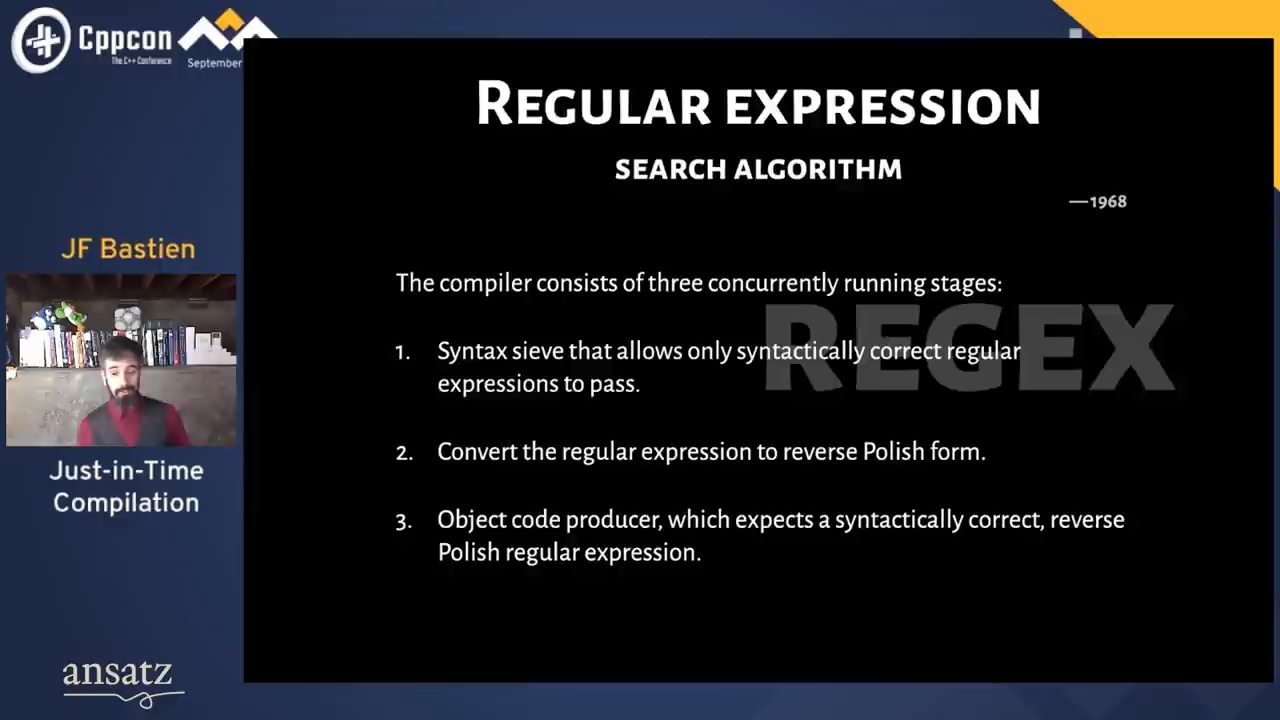 Cppcon
The C++ Conference
September
REGULAR EXPRESSION
SEARCH ALGORITHM
—1968
JF Bastien
Just-in-Time
Compilation
ansatz
The compiler consists of three concurrently running stages:
REGEX
1. Syntax sieve that allows only syntactically correct regular
expressions to pass.
2. Convert the regular expression to reverse Polish form.
3. Object code producer, which expects a syntactically correct, reverse
Polish regular expression.